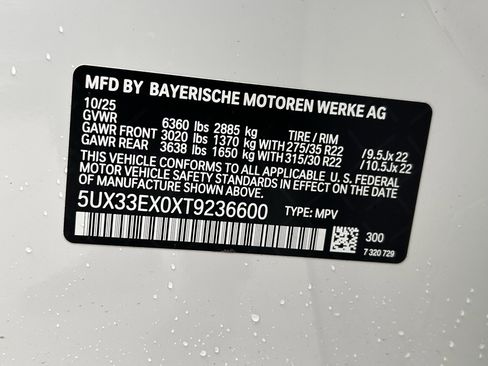 MFD BY BAYERISCHE MOTOREN WERKE AG
10/25
GVWR 6360 lbs 2885 kg TIRE / RIM
GAWR FRONT 3020 lbs 1370 kg WITH 275/35 R22 /9.5Jx 22
GAWR REAR 3638 lbs 1650 kg WITH 315/30 R22 /10.5Jx 22
THIS VEHICLE CONFORMS TO ALL APPLICABLE U.S. FEDERAL
MOTOR VEHICLE SAFETY STANDARDS IN EFFECT ON THE DATE OF
MANUFACTURE SHOWN ABOVE.
5UX33EX0XT9236600 TYPE: MPV
300
7 320 729